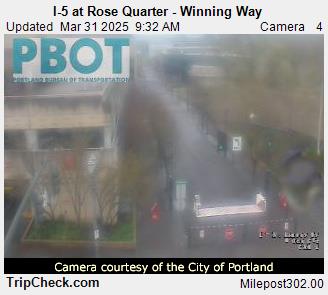 I-5 at Rose Quarter - Winning Way
Updated Mar 31 2025 9:32 AM Camera 4
PBOT
PORTLAND BUREAU OF TRANSPORTATION
Camera courtesy of the City of Portland
TripCheck.com Milepost302.00